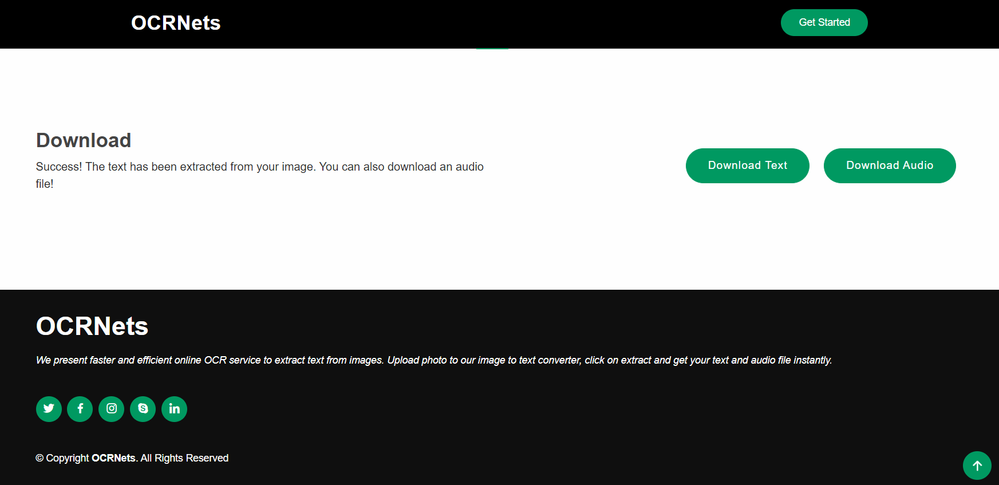 OCRNets
Get Started
Download
Success! The text has been extracted from your image. You can also download an audio
file!
Download Text
Download Audio
OCRNets
We present faster and efficient online OCR service to extract text from images. Upload photo to our image to text converter, click on extract and get your text and audio file instantly.
© Copyright OCRNets. All Rights Reserved